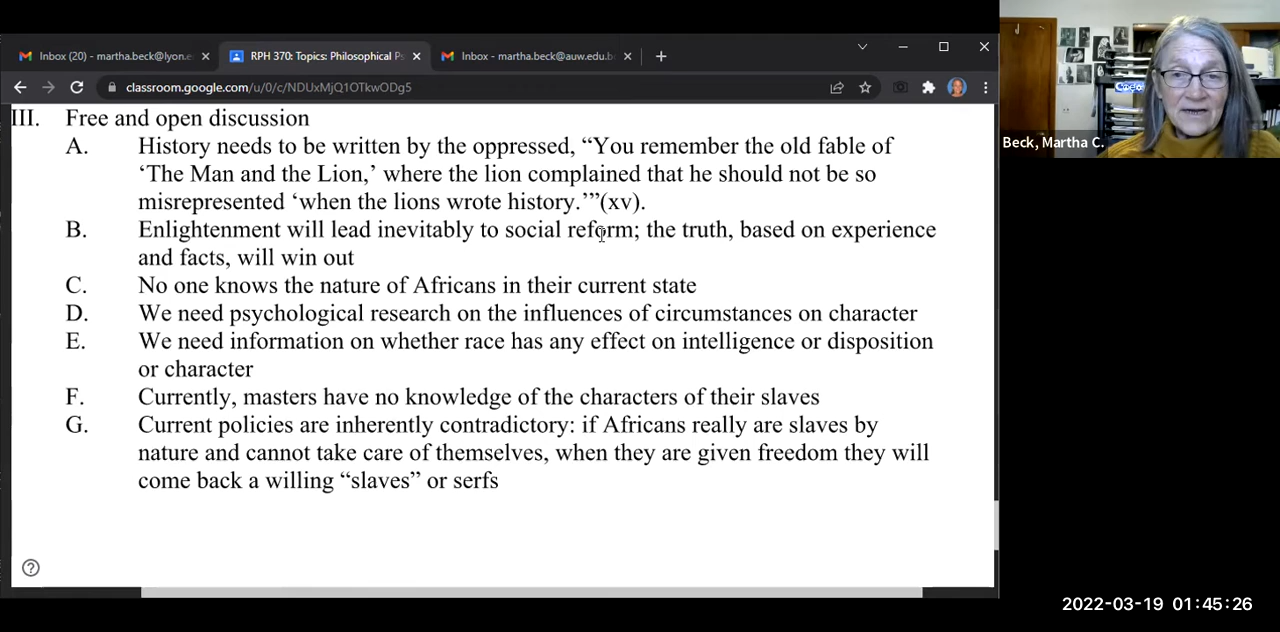 Inbox (20) - martha.beck@lyon.e
RPH 370: Topics: Philosophical Ps
Inbox - martha.beck@auw.edu.b
classroom.google.com/u/0/c/NDUxMjQ1OTkwODg5
Beck, Martha C.
III. Free and open discussion
A. History needs to be written by the oppressed, “You remember the old fable of
‘The Man and the Lion,’ where the lion complained that he should not be so
misrepresented ‘when the lions wrote history.’”(xv).
B. Enlightenment will lead inevitably to social reform; the truth, based on experience
and facts, will win out
C. No one knows the nature of Africans in their current state
D. We need psychological research on the influences of circumstances on character
E. We need information on whether race has any effect on intelligence or disposition
or character
F. Currently, masters have no knowledge of the characters of their slaves
G. Current policies are inherently contradictory: if Africans really are slaves by
nature and cannot take care of themselves, when they are given freedom they will
come back a willing “slaves” or serfs
2022-03-19 01:45:26